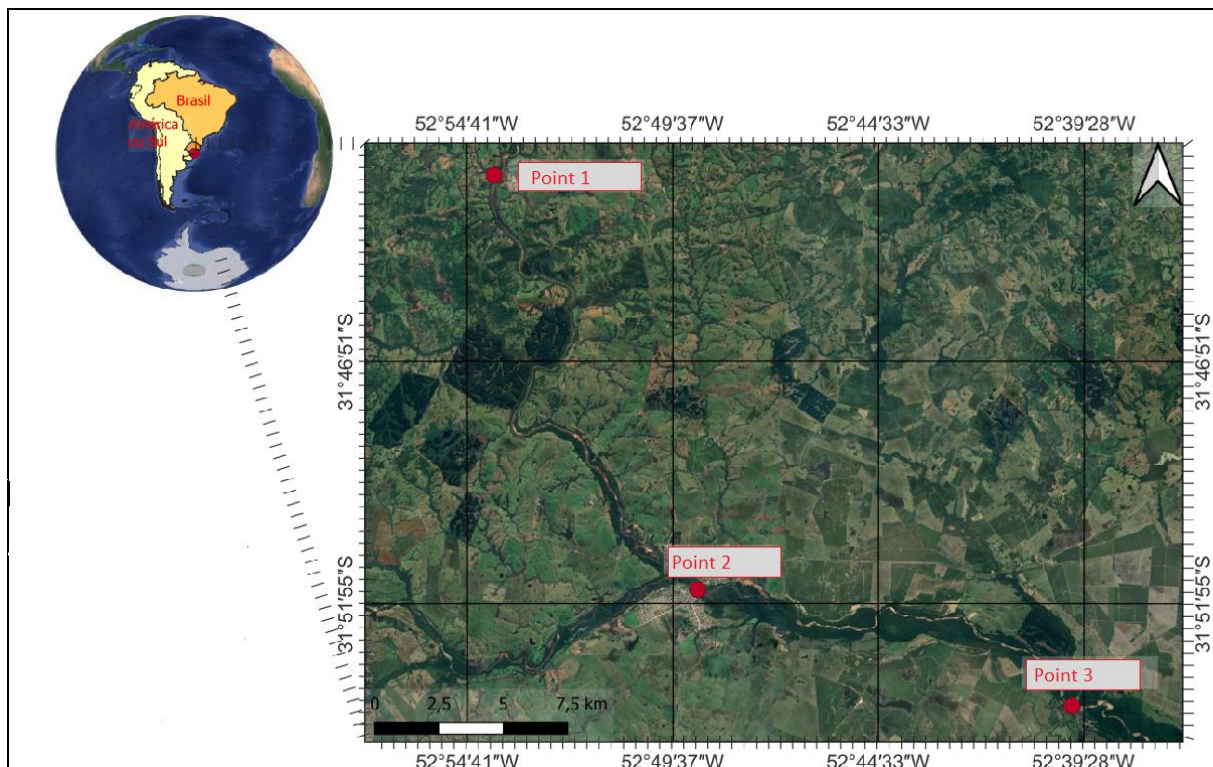 Brasil
América
do Sul
52°54'41"W 52°49'37"W 52°44'33"W 52°39'28"W
Point 1
31°46'51"S 31°46'51"S
Point 2
31°51'55"S 31°51'55"S
Point 3
0 2,5 5 7,5 km
52°54'41"W 52°49'37"W 52°44'33"W 52°39'28"W